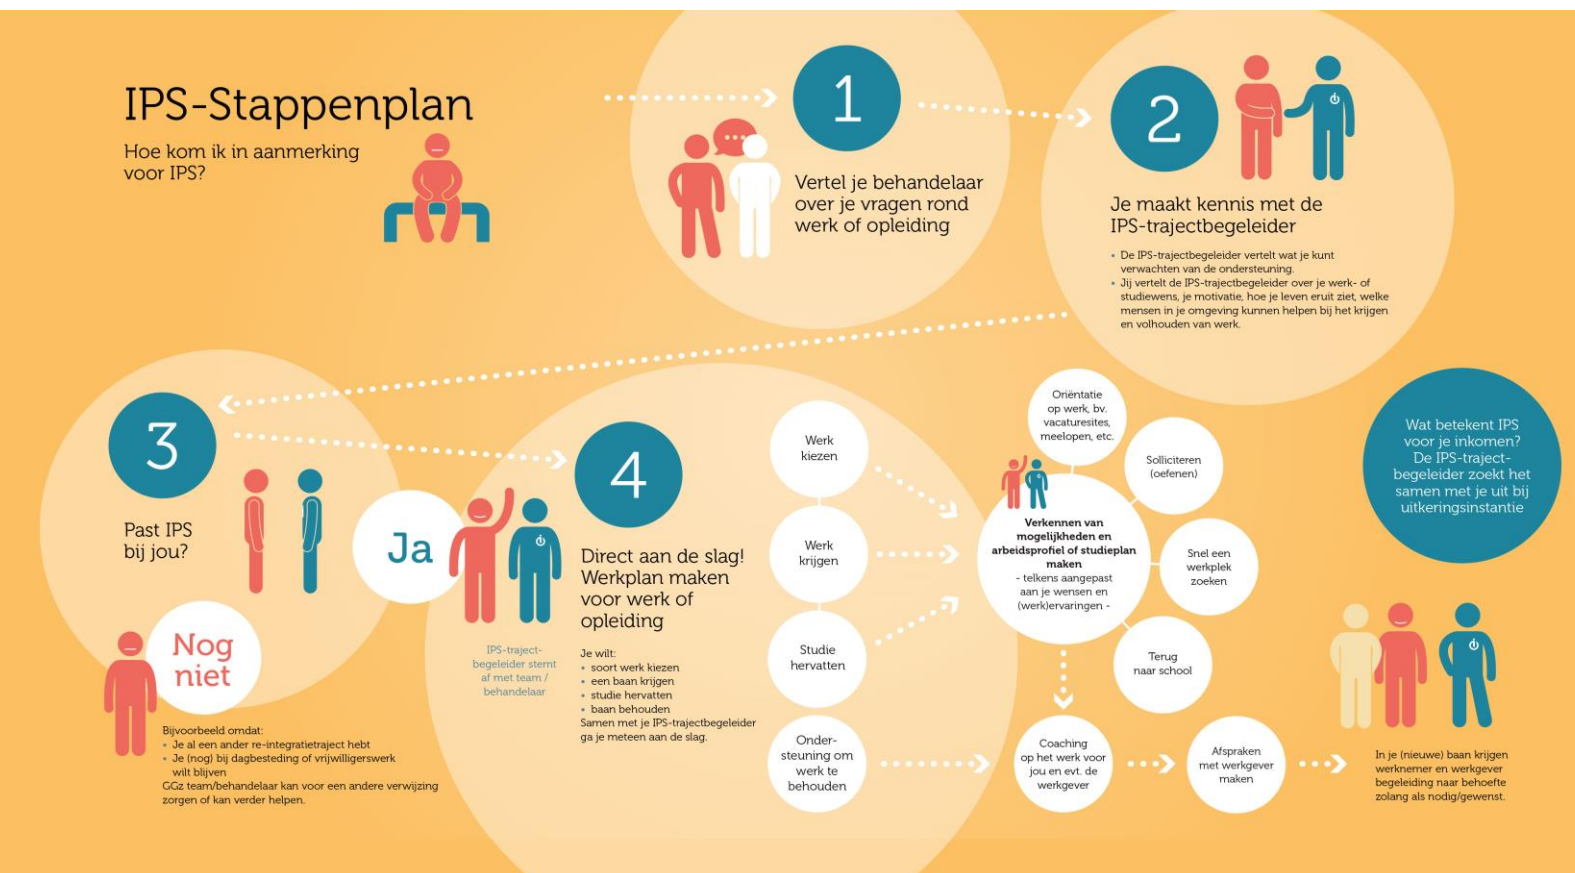 IPS-Stappenplan
Hoe kom ik in aanmerking
voor IPS?
1
Vertel je behandelaar
over je vragen rond
werk of opleiding
2
Je maakt kennis met de
IPS-trajectbegeleider
• De IPS-trajectbegeleider vertelt wat je kunt
verwachten van de ondersteuning.
• Jij vertelt de IPS-trajectbegeleider over je werk- of
studiewens, je motivatie, hoe je leven eruit ziet, welke
mensen in je omgeving kunnen helpen bij het krijgen
en volhouden van werk.
3
Past IPS
bij jou?
Ja
Nog
niet
Bijvoorbeeld omdat:
• Je al een ander re-integratietraject hebt
• Je (nog) bij dagbesteding of vrijwilligerswerk
wilt blijven
GGz team/behandelaar kan voor een andere verwijzing
zorgen of kan verder helpen.
IPS-traject-
begeleider stemt
af met team /
behandelaar
4
Direct aan de slag!
Werkplan maken
voor werk of
opleiding
Je wilt:
• soort werk kiezen
• een baan krijgen
• studie hervatten
• baan behouden
Samen met je IPS-trajectbegeleider
ga je meteen aan de slag.
Werk
kiezen
Werk
krijgen
Studie
hervatten
Onder-
steuning om
werk te
behouden
Oriëntatie
op werk, bv.
vacaturesites,
meelopen, etc.
Solliciteren
(oefenen)
Verkennen van
mogelijkheden en
arbeidsprofiel of studieplan
maken
- telkens aangepast
aan je wensen en
(werk)ervaringen -
Snel een
werkplek
zoeken
Terug
naar school
Coaching
op het werk voor
jou en evt. de
werkgever
Afspraken
met werkgever
maken
In je (nieuwe) baan krijgen
werknemer en werkgever
begeleiding naar behoefte
zolang als nodig/gewenst.
Wat betekent IPS
voor je inkomen?
De IPS-traject-
begeleider zoekt het
samen met je uit bij
uitkeringsinstantie